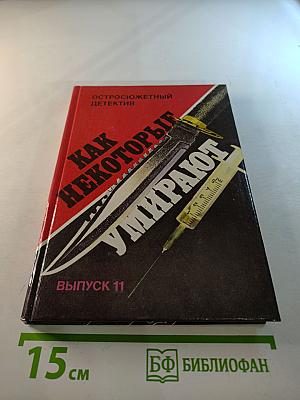 ОСТРОСЮЖЕТНЫЙ
ДЕТЕКТИВ
КАК
НЕКОТОРЫЕ
УМИРАЮТ
ВЫПУСК 11
15 см
БФ БИБЛИОФАН